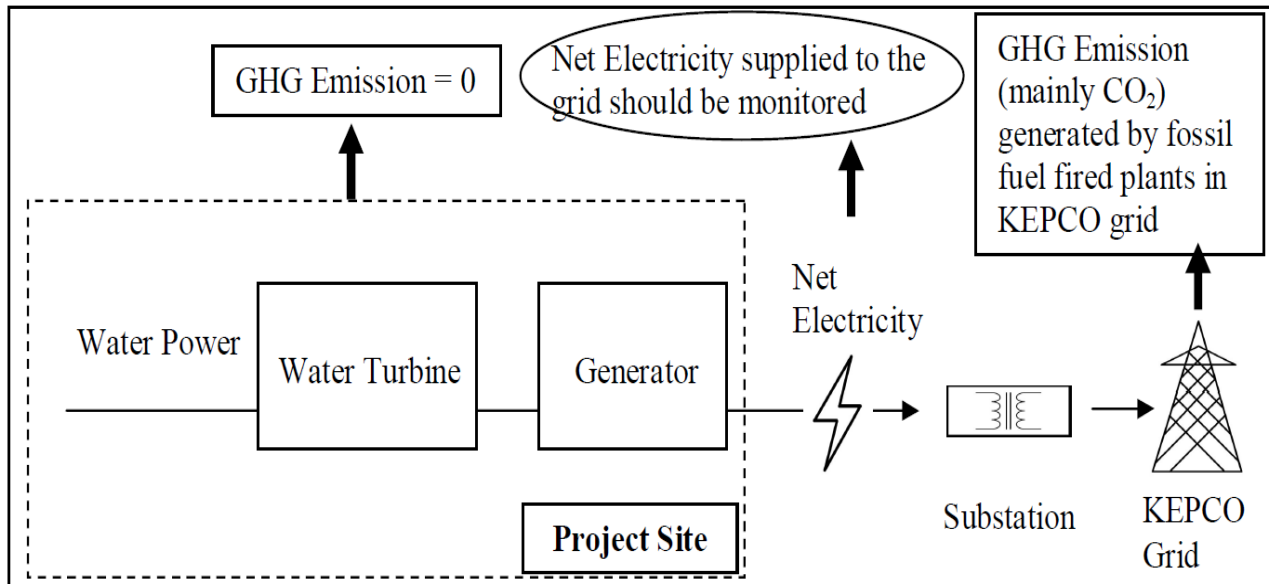 GHG Emission = 0
Net Electricity supplied to the
grid should be monitored
GHG Emission
(mainly CO₂)
generated by fossil
fuel fired plants in
KEPCO grid
Water Power
Water Turbine
Generator
Net
Electricity
Project Site
Substation
KEPCO
Grid